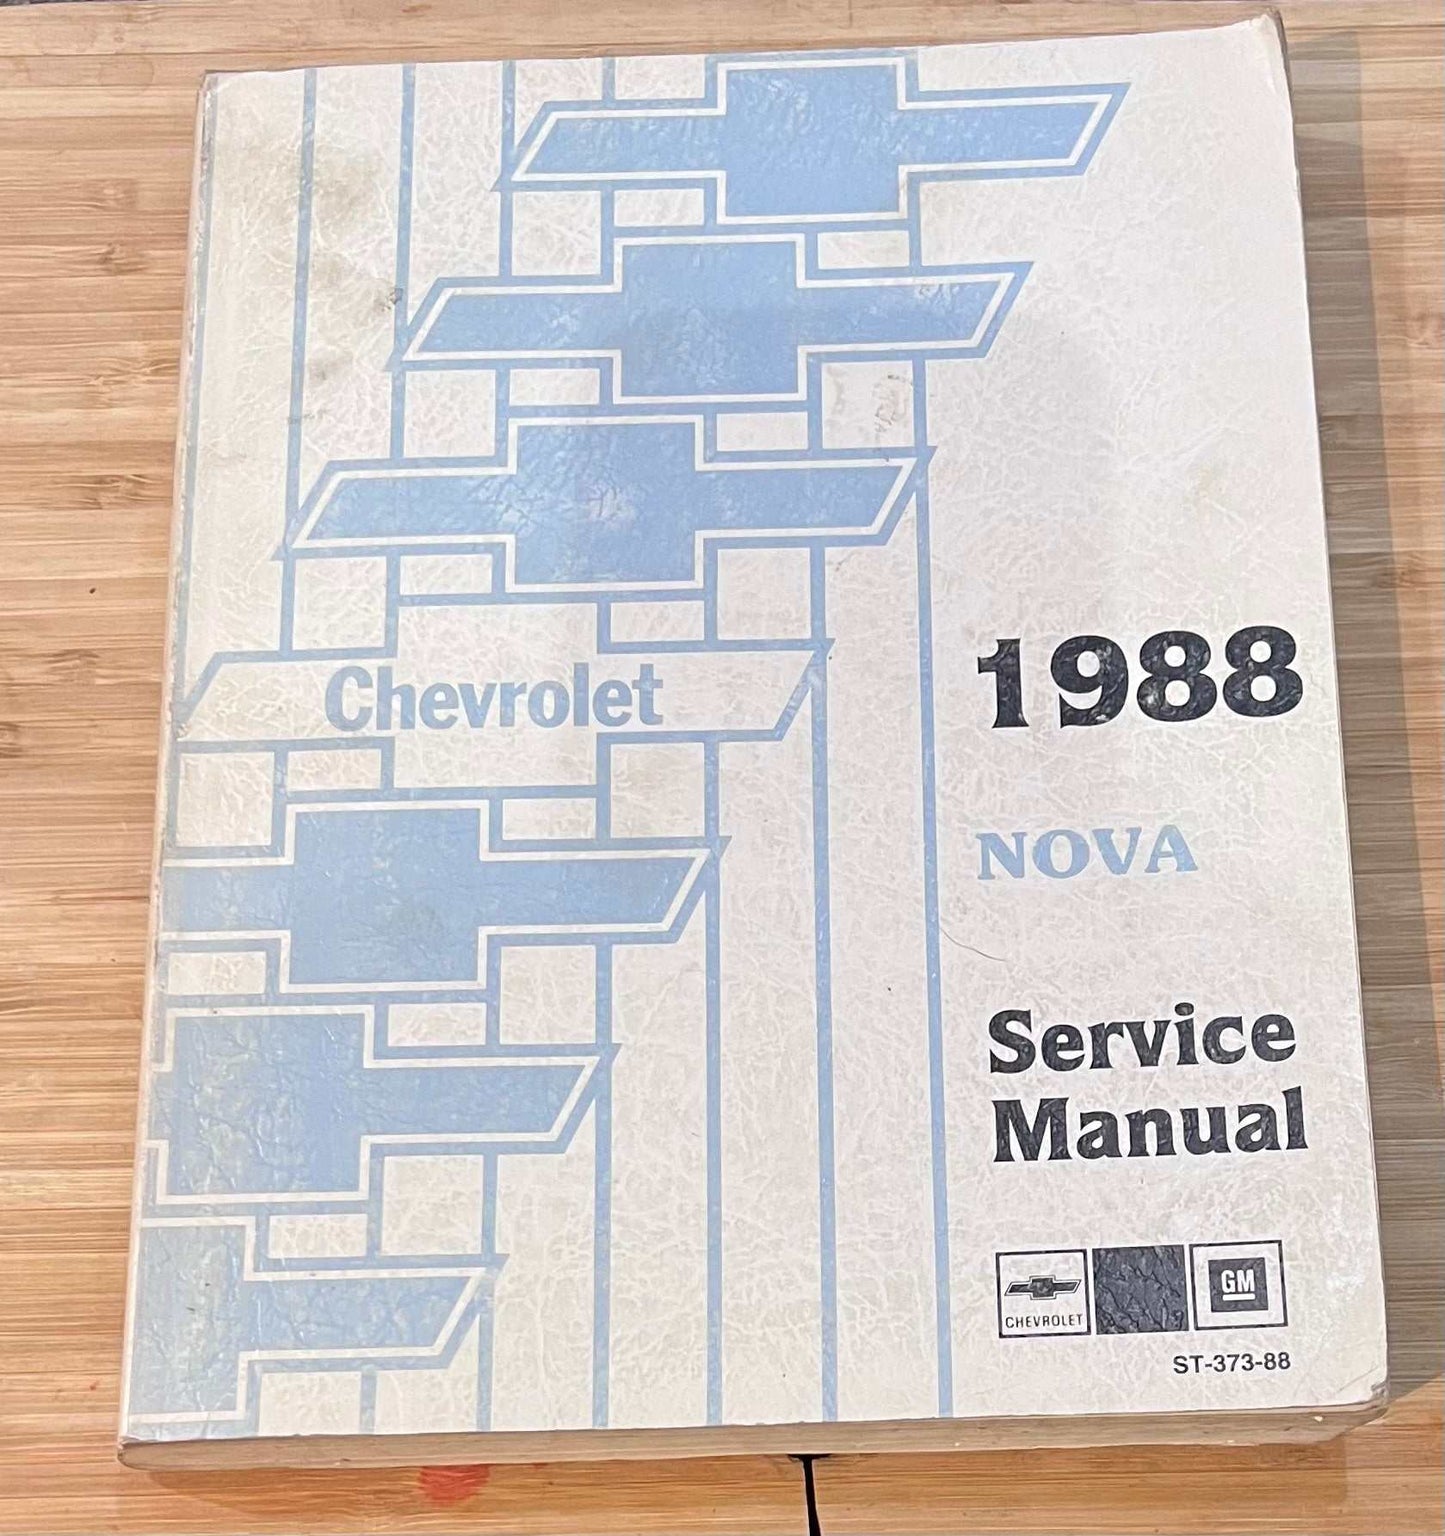 Chevrolet
1988
NOVA
Service
Manual
CHEVROLET
GM
ST-373-88